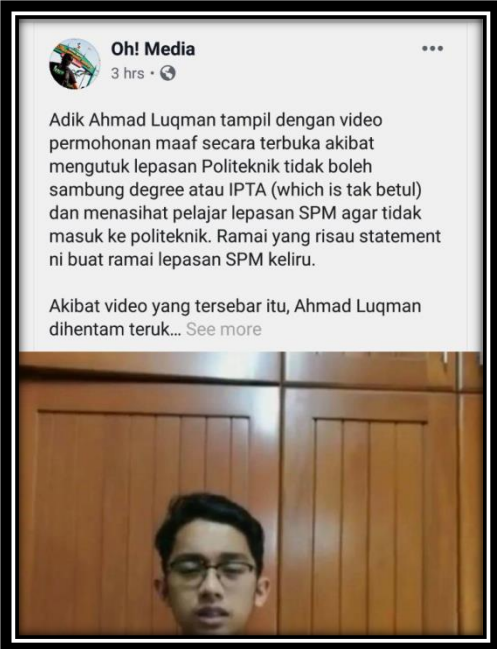 Oh! Media
3 hrs
Adik Ahmad Luqman tampil dengan video
permohonan maaf secara terbuka akibat
mengutuk lepasan Politeknik tidak boleh
sambung degree atau IPTA (which is tak betul)
dan menasihat pelajar lepasan SPM agar tidak
masuk ke politeknik. Ramai yang risau statement
ni buat ramai lepasan SPM keliru.
Akibat video yang tersebar itu, Ahmad Luqman
dihentam teruk... See more